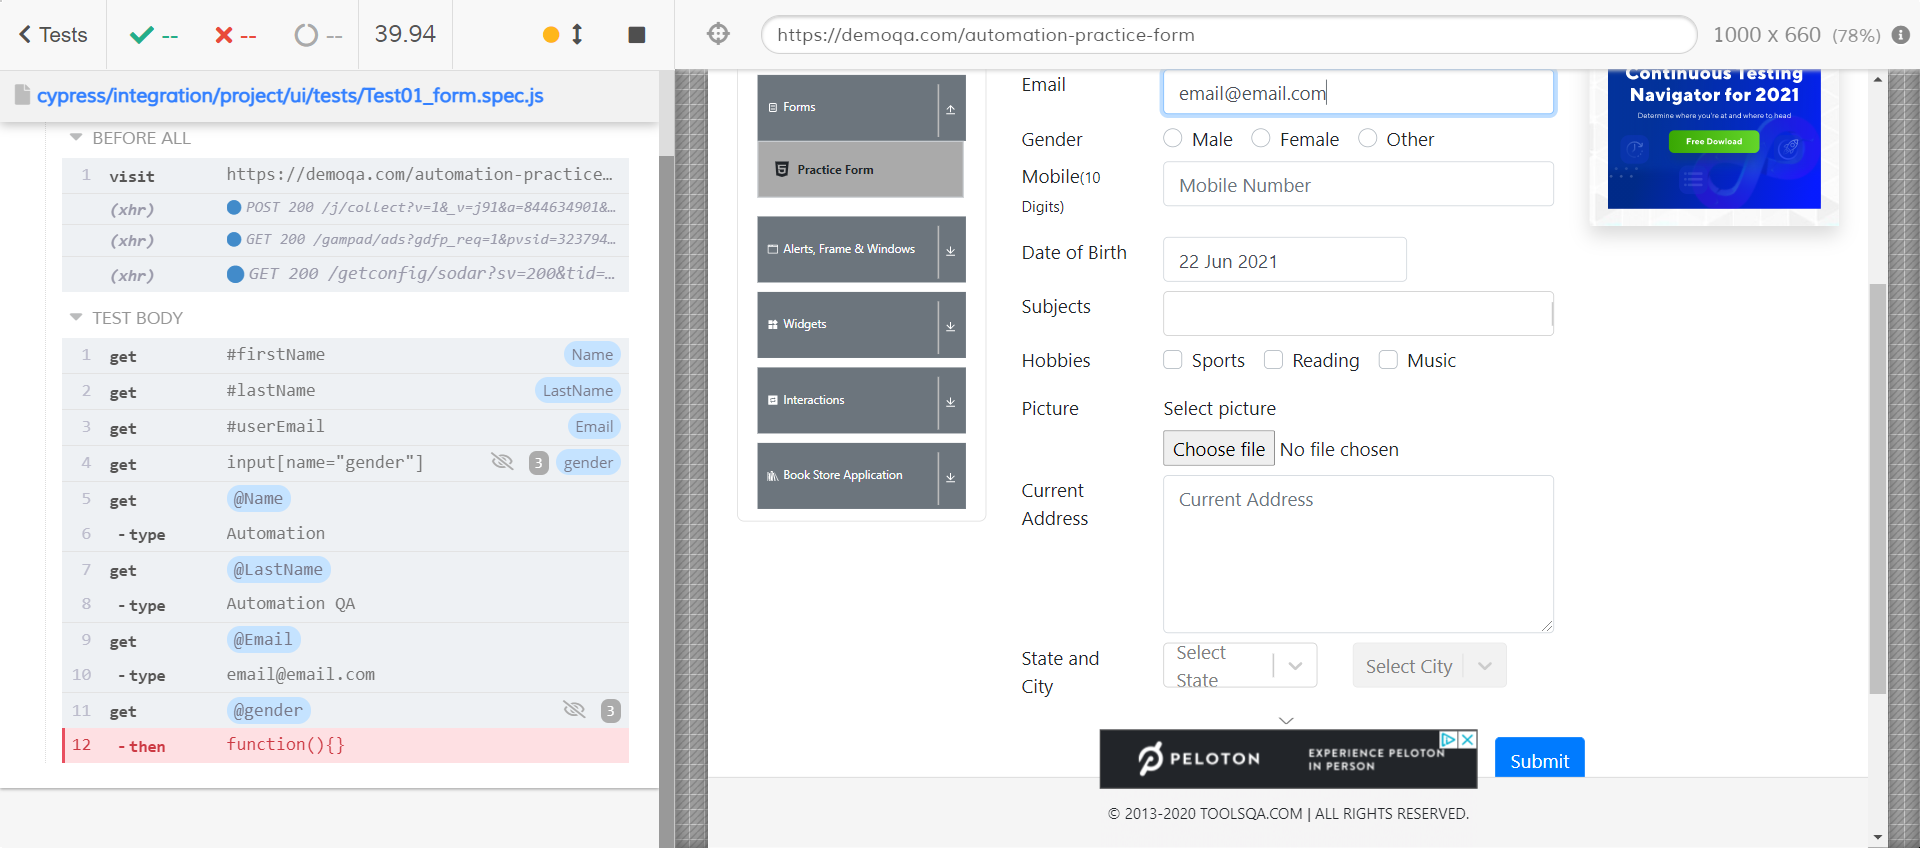 Tests
--
--
--
39.94
https://demoqa.com/automation-practice-form
1000 x 660 (78%)
cypress/integration/project/ui/tests/Test01_form.spec.js
BEFORE ALL
1 visit https://demoqa.com/automation-practice...
(xhr) POST 200 /j/collect?v=1&_v=j91&a=844634901&...
(xhr) GET 200 /gampad/ads?gdfp_req=1&pvsid=323794...
(xhr) GET 200 /getconfig/sodar?sv=200&tid=...
TEST BODY
1 get #firstName Name
2 get #lastName LastName
3 get #userEmail Email
4 get input[name="gender"] 3 gender
5 get @Name
6 -type Automation
7 get @LastName
8 -type Automation QA
9 get @Email
10 -type email@email.com
11 get @gender 3
12 -then function(){}
Forms
Practice Form
Alerts, Frame & Windows
Widgets
Interactions
Book Store Application
Email
email@email.com
Gender
Male Female Other
Mobile(10
Digits)
Mobile Number
Date of Birth
22 Jun 2021
Subjects
Hobbies
Sports Reading Music
Picture
Select picture
Choose file No file chosen
Current
Address
Current Address
State and
City
Select
State
Select City
PELOTON
EXPERIENCE PELOTON
IN PERSON
Submit
© 2013-2020 TOOLSQA.COM | ALL RIGHTS RESERVED.
Continuous Testing
Navigator for 2021
Determine where you're at and where to head
Free Dowload